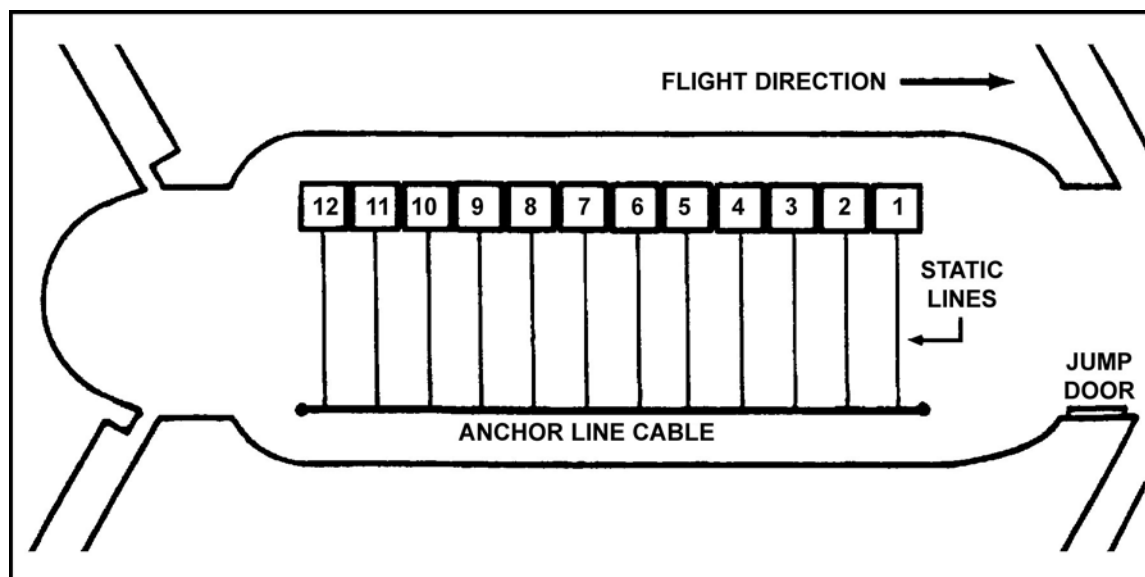 FLIGHT DIRECTION
12 11 10 9 8 7 6 5 4 3 2 1
STATIC
LINES
JUMP
DOOR
ANCHOR LINE CABLE